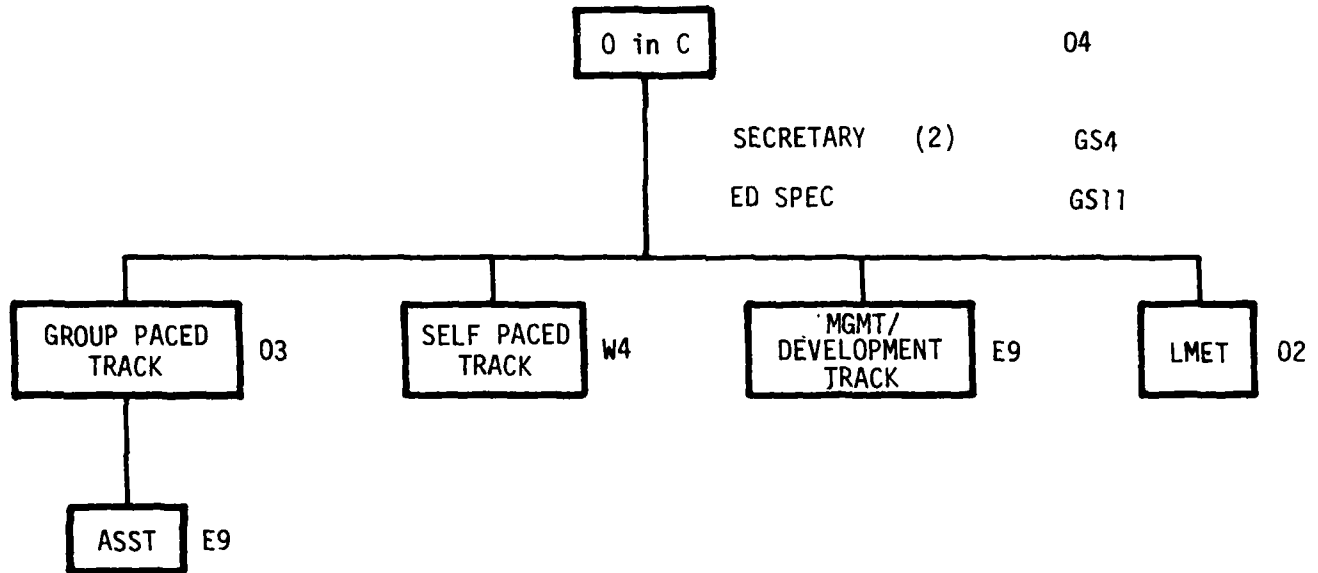 O in C 04
SECRETARY (2) GS4
ED SPEC GS11
GROUP PACED
TRACK
03
SELF PACED
TRACK
W4
MGMT/
DEVELOPMENT
TRACK
E9
LMET
02
ASST
E9